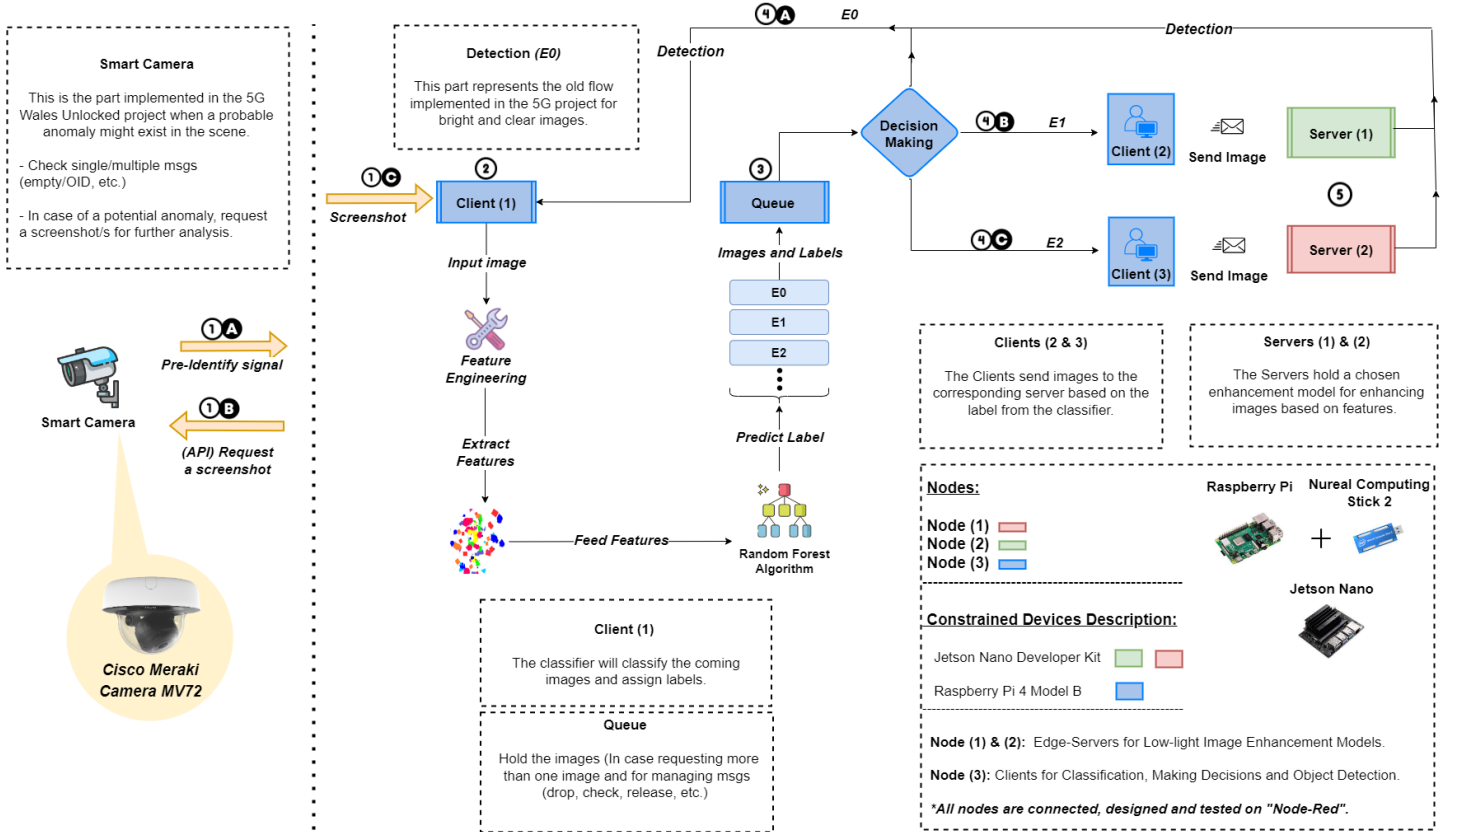 Smart Camera
This is the part implemented in the 5G
Wales Unlocked project when a probable
anomaly might exist in the scene.
- Check single/multiple msgs
(empty/OID, etc.)
- In case of a potential anomaly, request
a screenshot/s for further analysis.
1 A
Pre-Identify signal
1 B
(API) Request
a screenshot
Smart Camera
Cisco Meraki
Camera MV72
Detection (E0)
This part represents the old flow
implemented in the 5G project for
bright and clear images.
1 C
Screenshot
2
Client (1)
Input image
Feature
Engineering
Extract
Features
Feed Features
Random Forest
Algorithm
Predict Label
E0
E1
E2
Images and Labels
3
Queue
Decision
Making
4 A
E0
Detection
Detection
4 B
E1
Client (2)
Send Image
Server (1)
5
4 C
E2
Client (3)
Send Image
Server (2)
Clients (2 & 3)
The Clients send images to the
corresponding server based on the
label from the classifier.
Servers (1) & (2)
The Servers hold a chosen
enhancement model for enhancing
images based on features.
Client (1)
The classifier will classify the coming
images and assign labels.
Queue
Hold the images (In case requesting more
than one image and for managing msgs
(drop, check, release, etc.)
Nodes:
Node (1)
Node (2)
Node (3)
Raspberry Pi
Nureal Computing
Stick 2
+
Jetson Nano
Constrained Devices Description:
Jetson Nano Developer Kit
Raspberry Pi 4 Model B
Node (1) & (2): Edge-Servers for Low-light Image Enhancement Models.
Node (3): Clients for Classification, Making Decisions and Object Detection.
*All nodes are connected, designed and tested on "Node-Red".